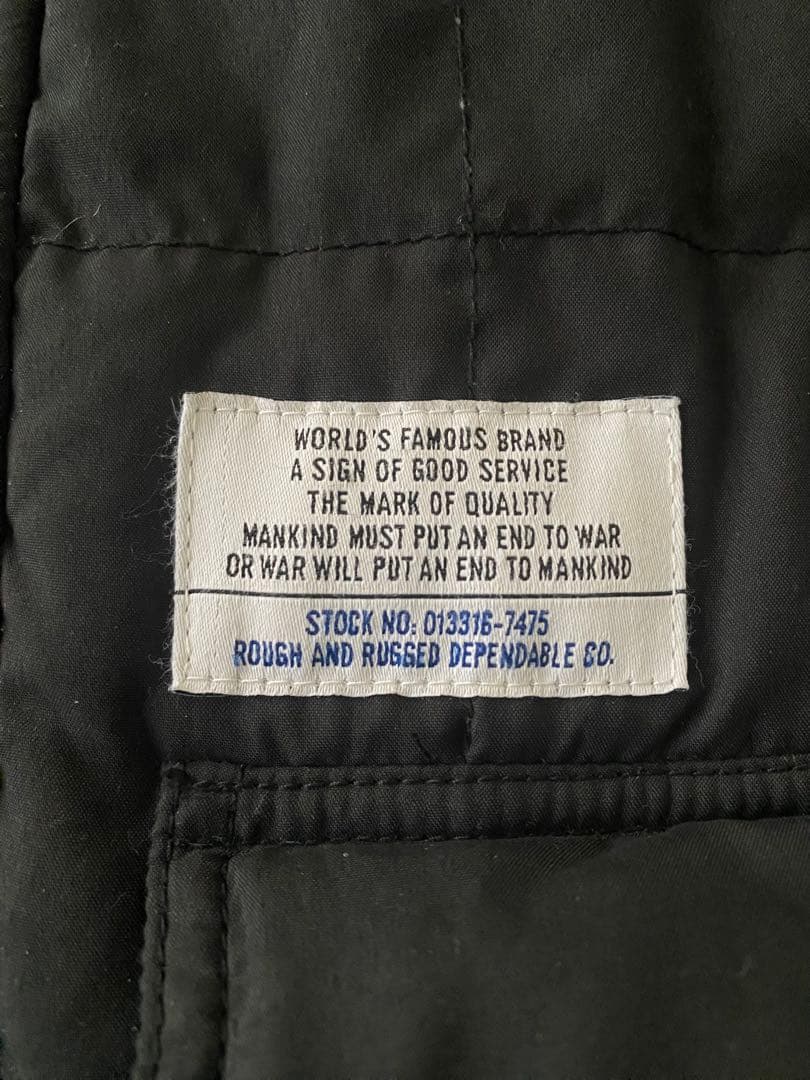 WORLD'S FAMOUS BRAND
A SIGN OF GOOD SERVICE
THE MARK OF QUALITY
MANKIND MUST PUT AN END TO WAR
OR WAR WILL PUT AN END TO MANKIND
STOCK NO: 013316-7475
ROUGH AND RUGGED DEPENDABLE CO.